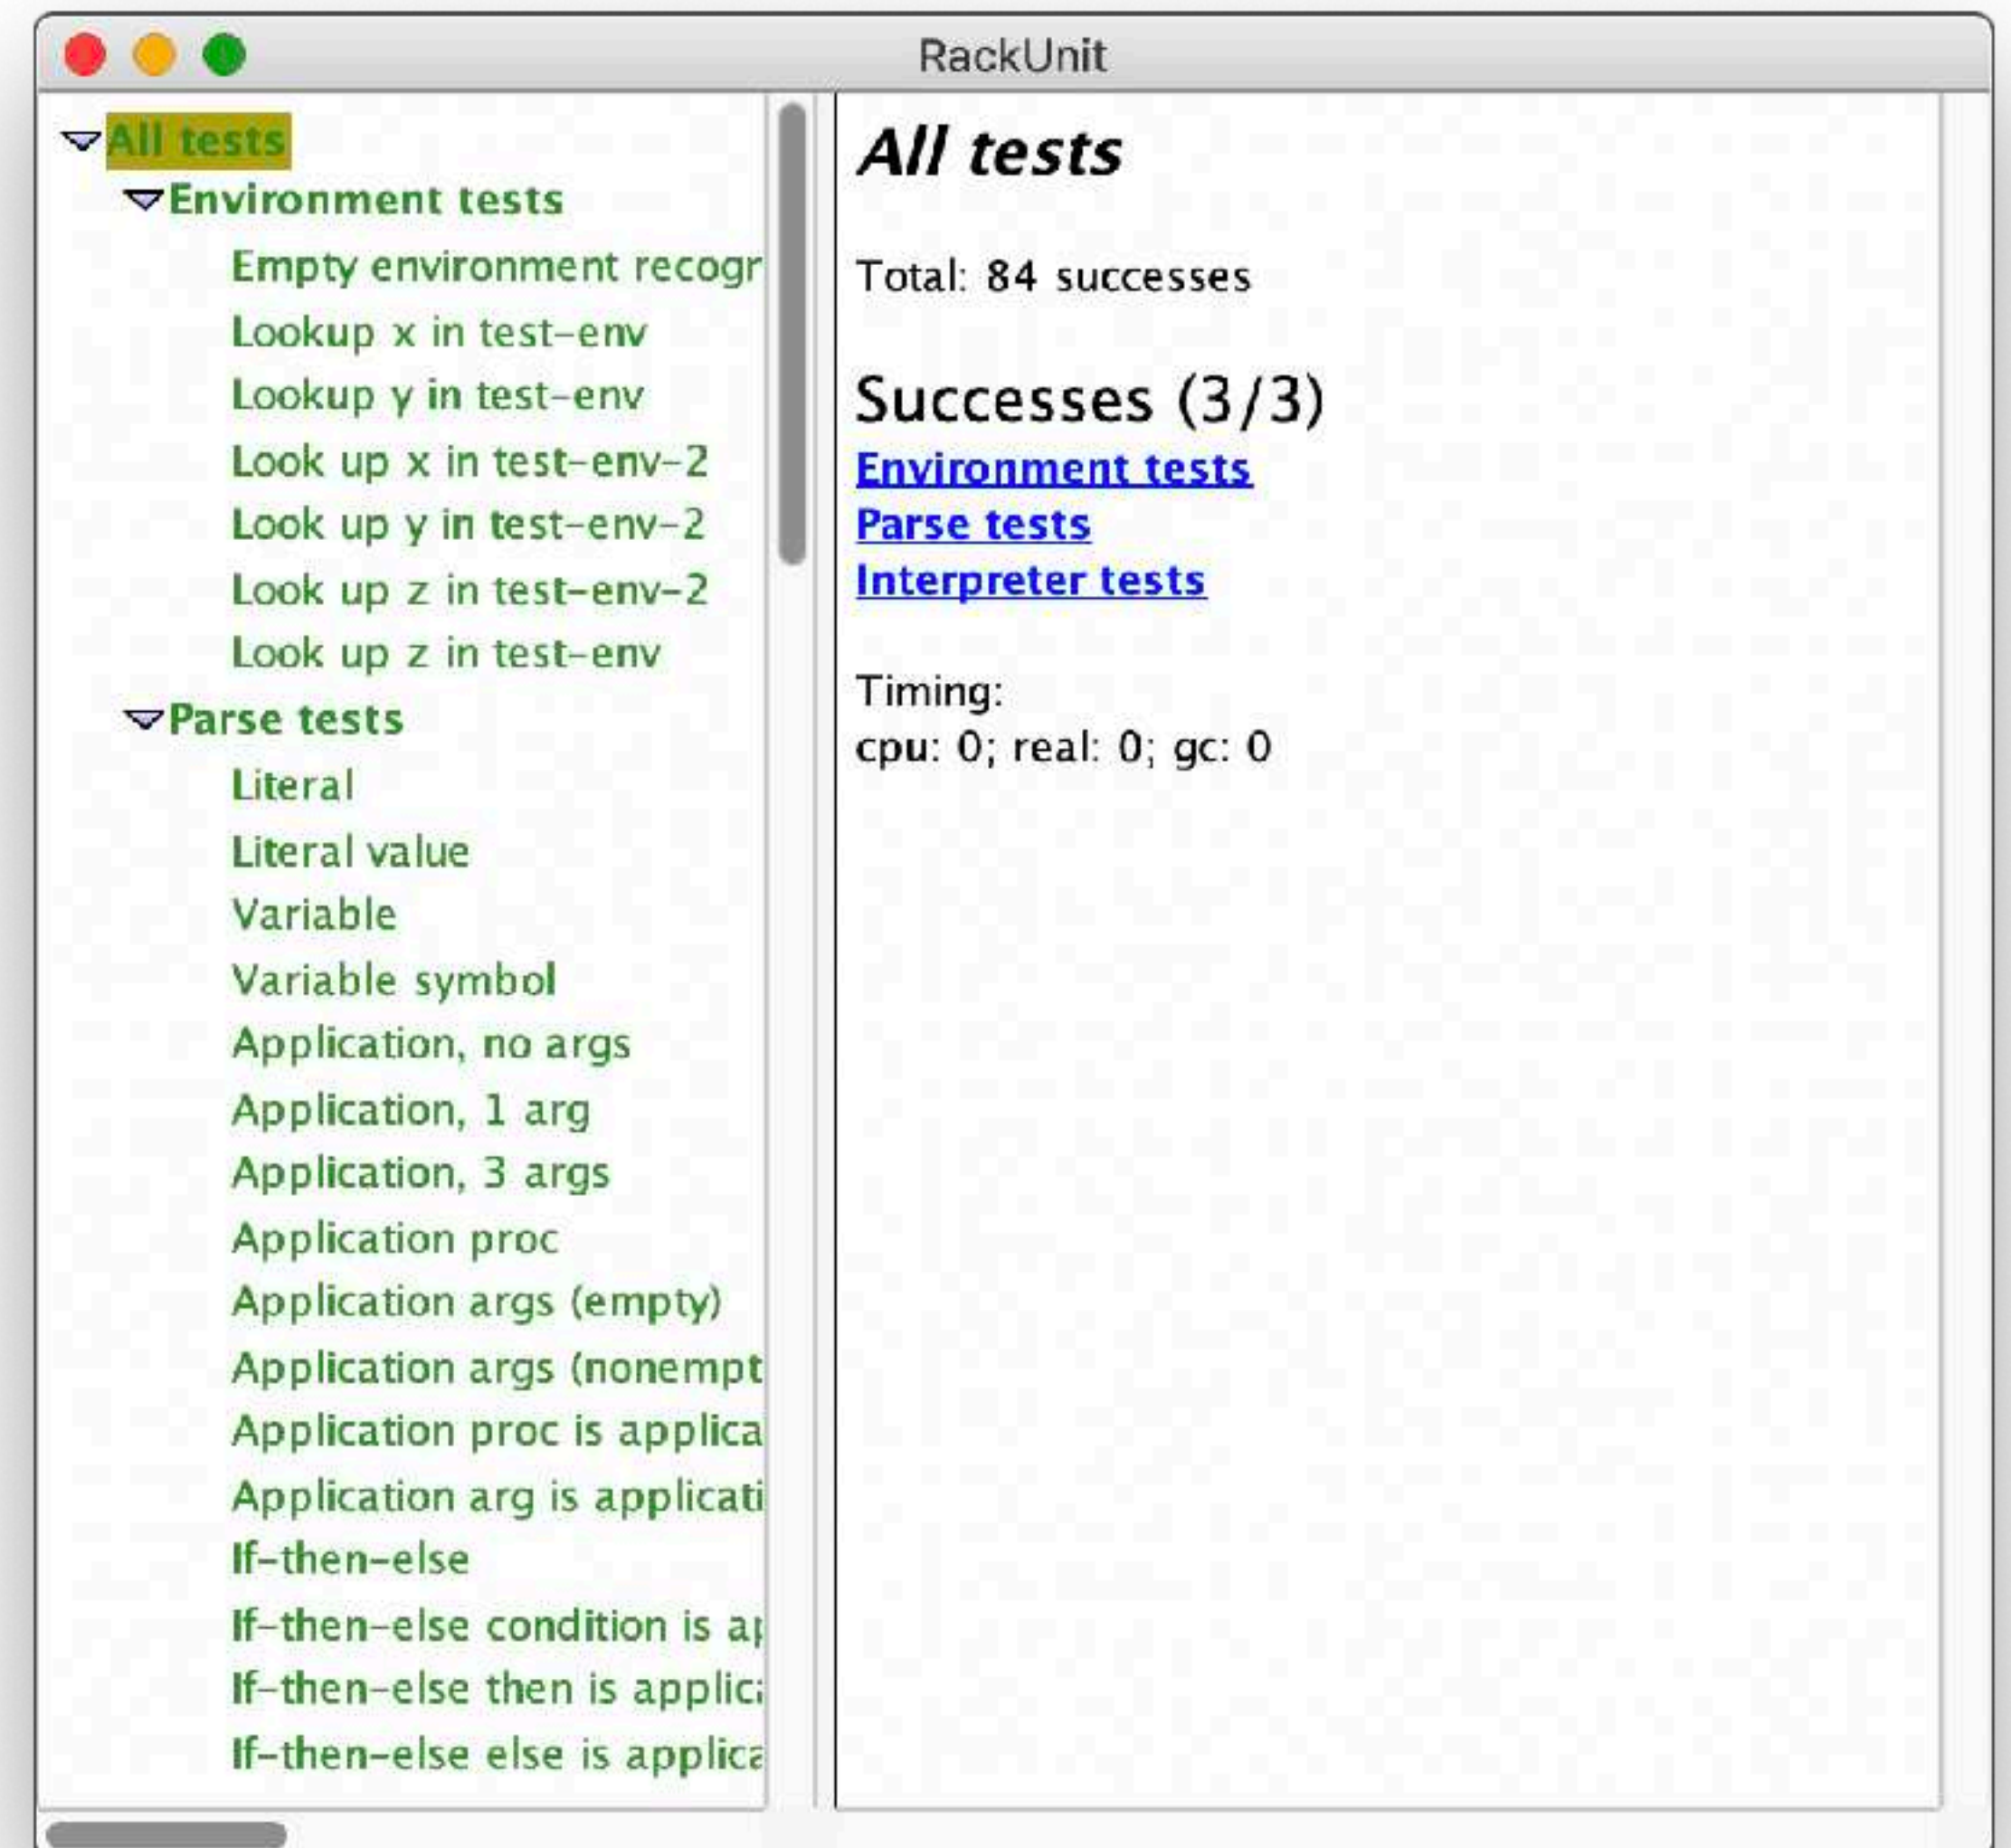 RackUnit
All tests
Environment tests
Empty environment recogr
Lookup x in test-env
Lookup y in test-env
Look up x in test-env-2
Look up y in test-env-2
Look up z in test-env-2
Look up z in test-env
Parse tests
Literal
Literal value
Variable
Variable symbol
Application, no args
Application, 1 arg
Application, 3 args
Application proc
Application args (empty)
Application args (nonempt
Application proc is applica
Application arg is applicati
If-then-else
If-then-else condition is a
If-then-else then is applic
If-then-else else is applica
All tests
Total: 84 successes
Successes (3/3)
Environment tests
Parse tests
Interpreter tests
Timing:
cpu: 0; real: 0; gc: 0